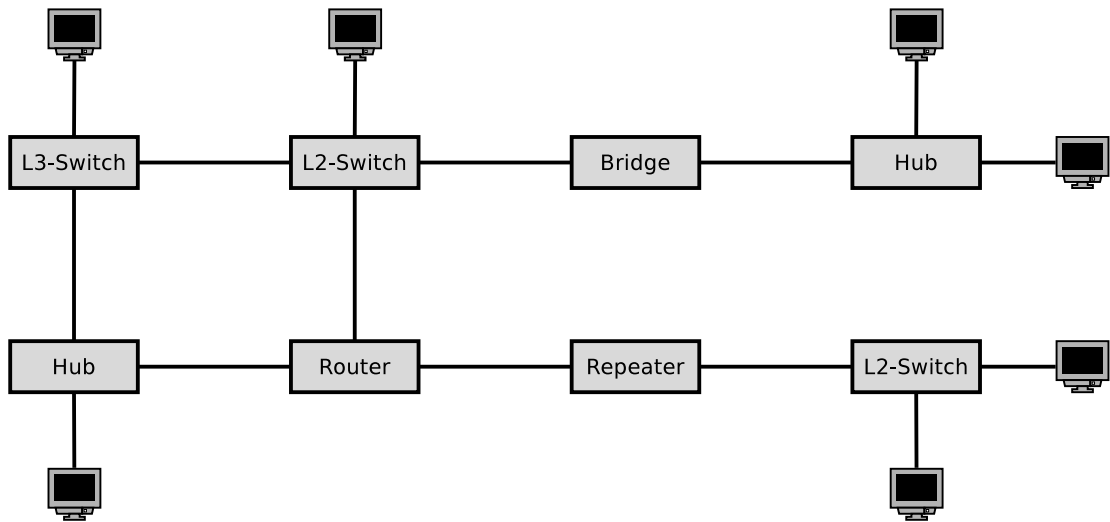 L3-Switch
L2-Switch
Bridge
Hub
Hub
Router
Repeater
L2-Switch